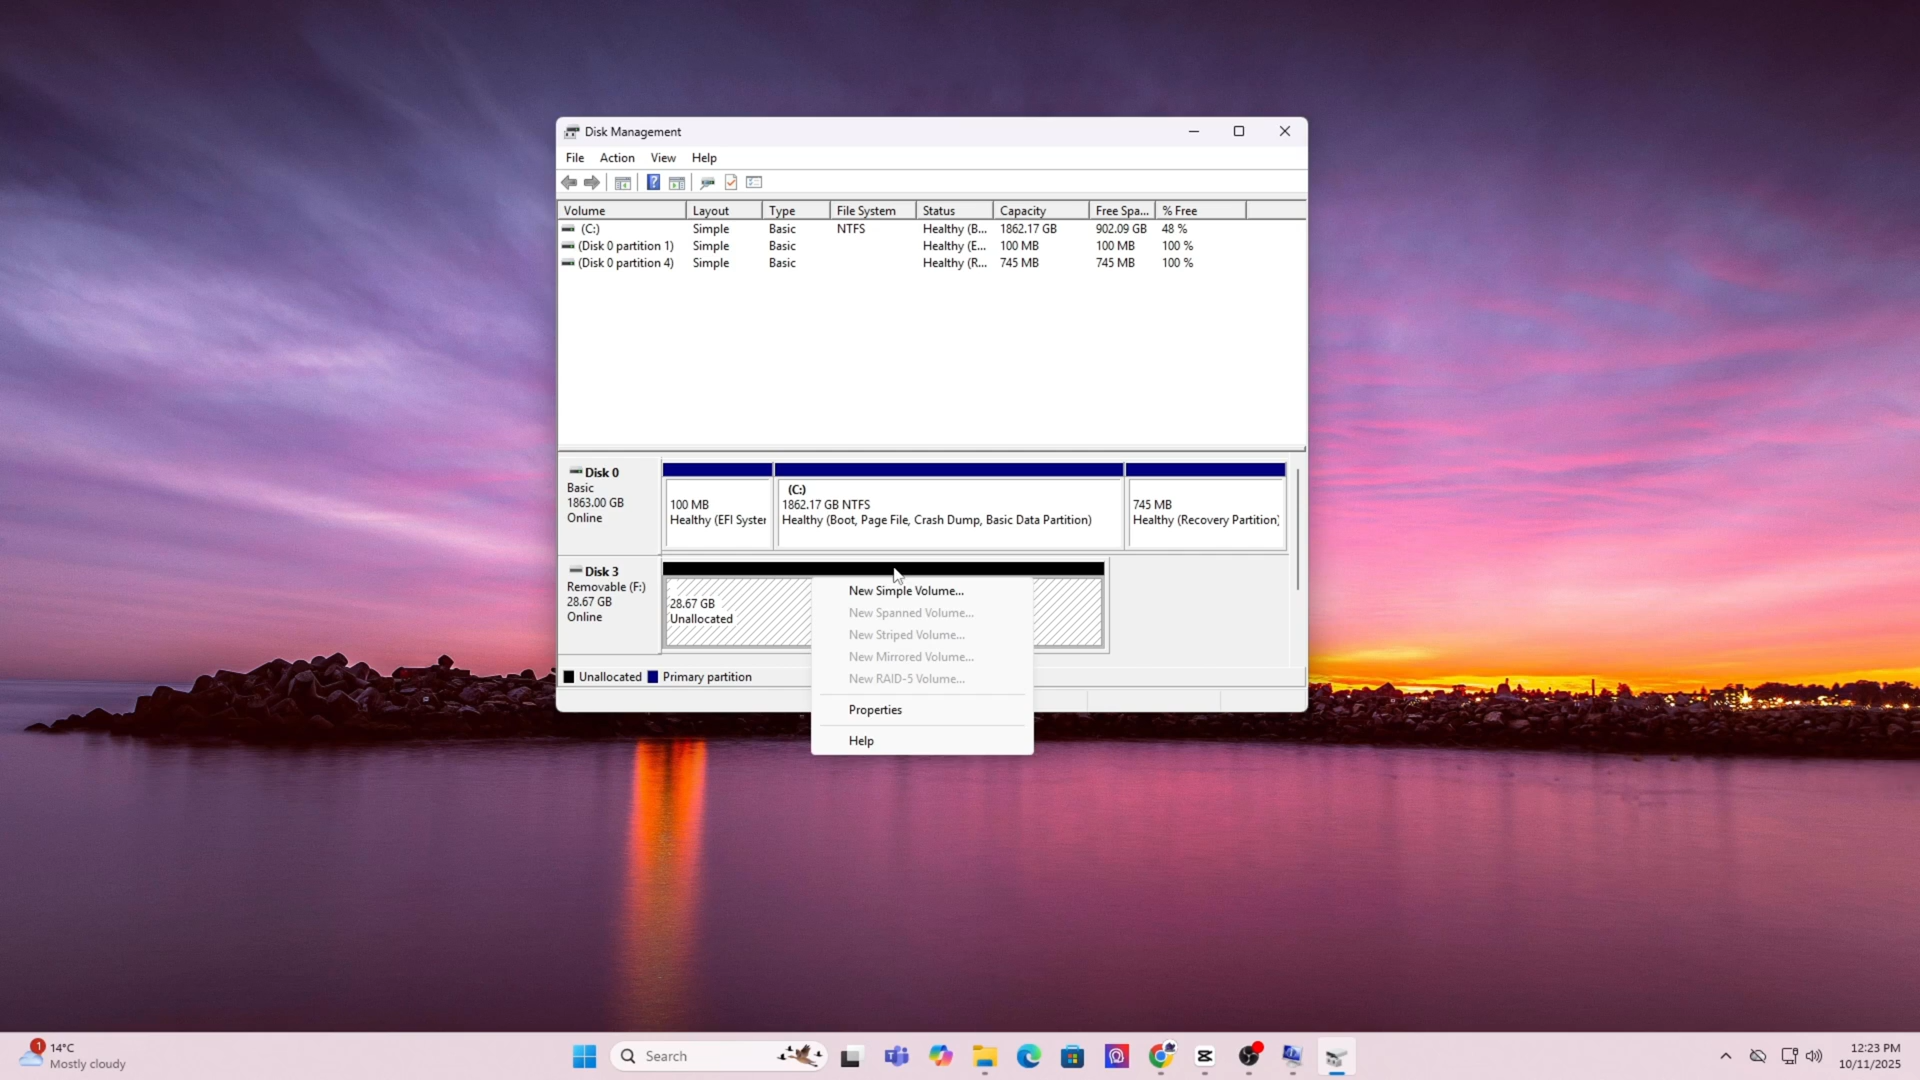 Disk Management
File Action View Help
Volume Layout Type File System Status Capacity Free Spa... % Free
(C:) Simple Basic NTFS Healthy (B... 1862.17 GB 902.09 GB 48 %
(Disk 0 partition 1) Simple Basic Healthy (E... 100 MB 100 MB 100 %
(Disk 0 partition 4) Simple Basic Healthy (R... 745 MB 745 MB 100 %
Disk 0
Basic
1863.00 GB
Online
100 MB
Healthy (EFI System
(C:)
1862.17 GB NTFS
Healthy (Boot, Page File, Crash Dump, Basic Data Partition)
745 MB
Healthy (Recovery Partition)
Disk 3
Removable (F:)
28.67 GB
Online
28.67 GB
Unallocated
New Simple Volume...
New Spanned Volume...
New Striped Volume...
New Mirrored Volume...
New RAID-5 Volume...
Properties
Help
Unallocated Primary partition
1
14°C
Mostly cloudy
Search
12:23 PM
10/11/2025